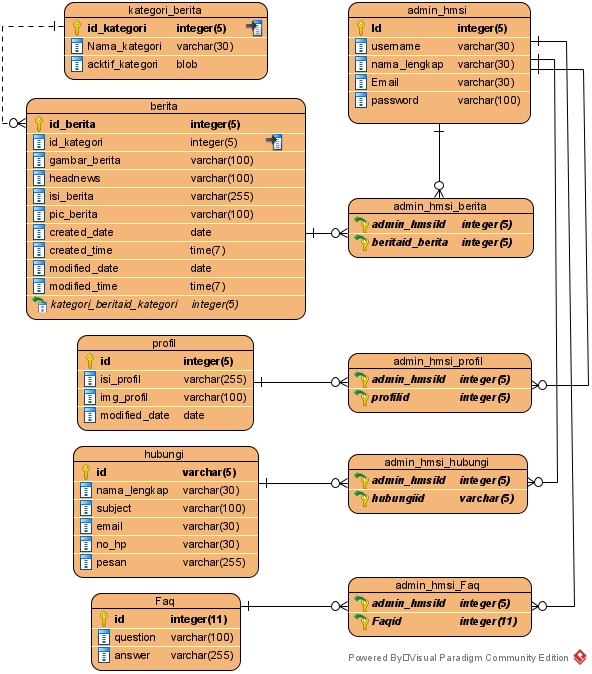 kategori_berita
id_kategori integer(5)
Nama_kategori varchar(30)
acktif_kategori blob
admin_hmsi
Id integer(5)
username varchar(30)
nama_lengkap varchar(30)
Email varchar(30)
password varchar(100)
berita
id_berita integer(5)
id_kategori integer(5)
gambar_berita varchar(100)
headnews varchar(100)
isi_berita varchar(255)
pic_berita varchar(100)
created_date date
created_time time(7)
modified_date date
modified_time time(7)
kategori_beritaid_kategori integer(5)
admin_hmsi_berita
admin_hmsiId integer(5)
beritaid_berita integer(5)
profil
id integer(5)
isi_profil varchar(255)
img_profil varchar(100)
modified_date date
admin_hmsi_profil
admin_hmsiId integer(5)
profilid integer(5)
hubungi
id varchar(5)
nama_lengkap varchar(30)
subject varchar(100)
email varchar(30)
no_hp varchar(30)
pesan varchar(255)
admin_hmsi_hubungi
admin_hmsiId integer(5)
hubungiid varchar(5)
Faq
id integer(11)
question varchar(100)
answer varchar(255)
admin_hmsi_Faq
admin_hmsiId integer(5)
Faqid integer(11)
Powered By□Visual Paradigm Community Edition